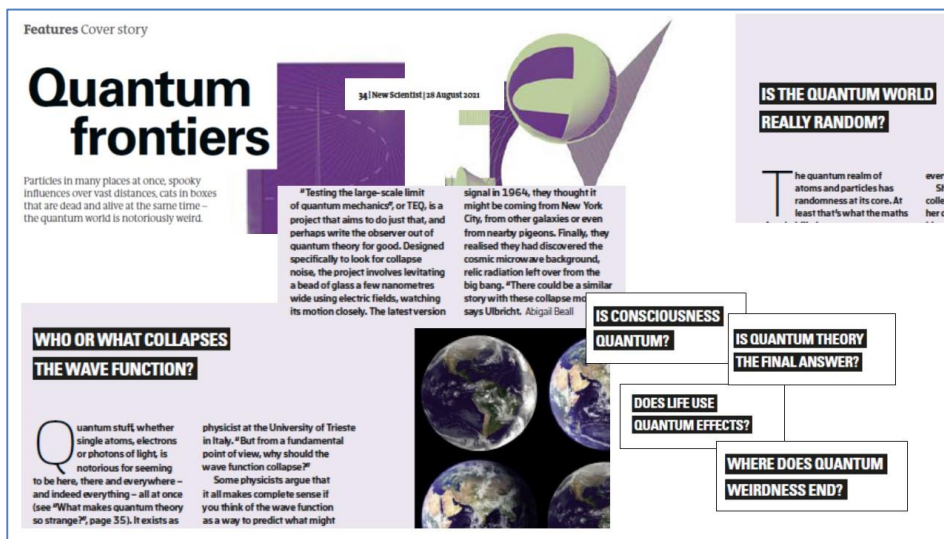 Features Cover story
Quantum
frontiers
Particles in many places at once, spooky
influences over vast distances, cats in boxes
that are dead and alive at the same time –
the quantum world is notoriously weird.
34 | New Scientist | 28 August 2021
"Testing the large-scale limit
of quantum mechanics", or TEQ, is a
project that aims to do just that, and
perhaps write the observer out of
quantum theory for good. Designed
specifically to look for collapse
noise, the project involves levitating
a bead of glass a few nanometres
wide using electric fields, watching
its motion closely. The latest version
signal in 1964, they thought it
might be coming from New York
City, from other galaxies or even
from nearby pigeons. Finally, they
realised they had discovered the
cosmic microwave background,
relic radiation left over from the
big bang. "There could be a similar
story with these collapse mo
says Ulbricht. Abigail Beall
IS THE QUANTUM WORLD
REALLY RANDOM?
The quantum realm of
atoms and particles has
randomness at its core. At
least that's what the maths
ever
Sh
colle
her
WHO OR WHAT COLLAPSES
THE WAVE FUNCTION?
Quantum stuff, whether
single atoms, electrons
or photons of light, is
notorious for seeming
to be here, there and everywhere –
and indeed everything – all at once
(see "What makes quantum theory
so strange?", page 35). It exists as
physicist at the University of Trieste
in Italy. "But from a fundamental
point of view, why should the
wave function collapse?"
Some physicists argue that
it all makes complete sense if
you think of the wave function
as a way to predict what might
IS CONSCIOUSNESS
QUANTUM?
IS QUANTUM THEORY
THE FINAL ANSWER?
DOES LIFE USE
QUANTUM EFFECTS?
WHERE DOES QUANTUM
WEIRDNESS END?